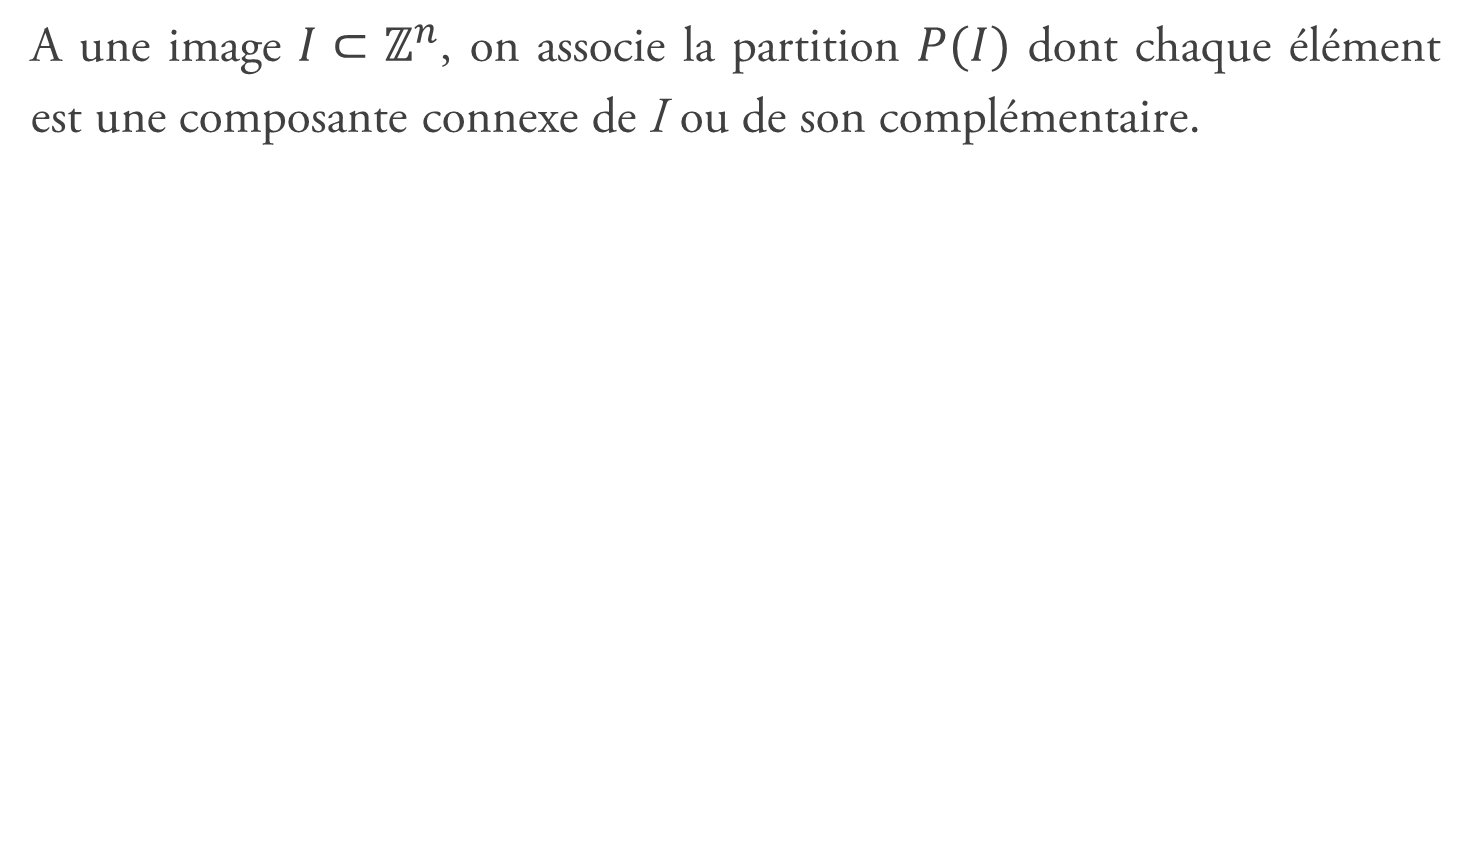 A une image I ⊂ ℤⁿ, on associe la partition P(I) dont chaque élément
est une composante connexe de I ou de son complémentaire.